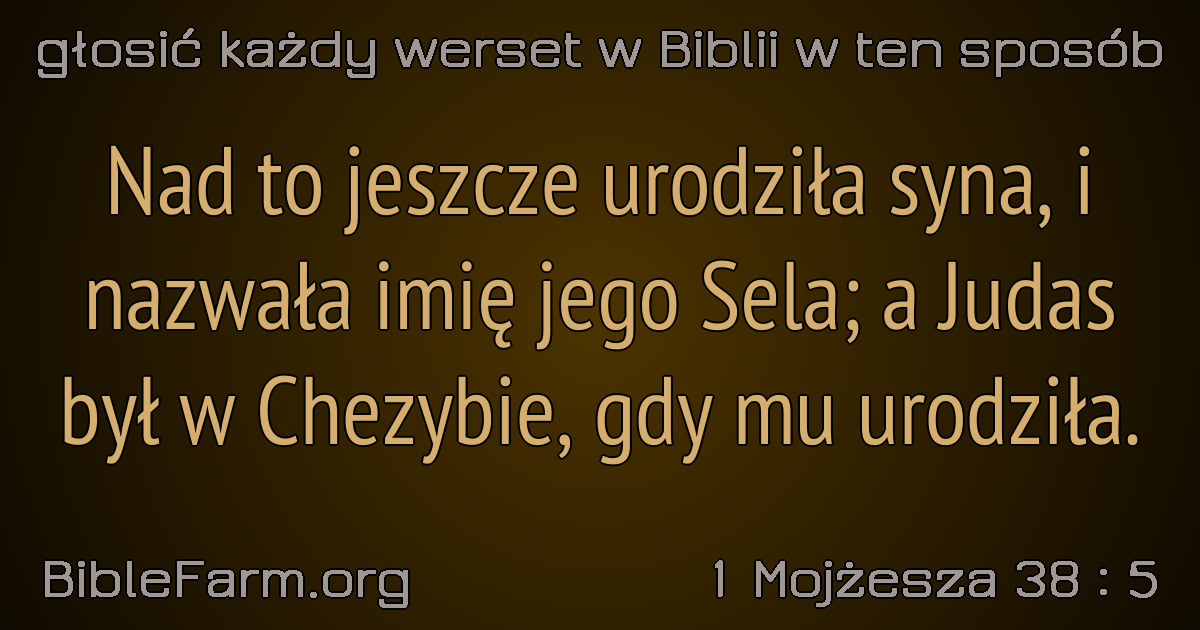 głosić każdy werset w Biblii w ten sposób
Nad to jeszcze urodziła syna, i
nazwała imię jego Sela; a Judas
był w Chezybie, gdy mu urodziła.
BibleFarm.org
1 Mojżesza 38 : 5